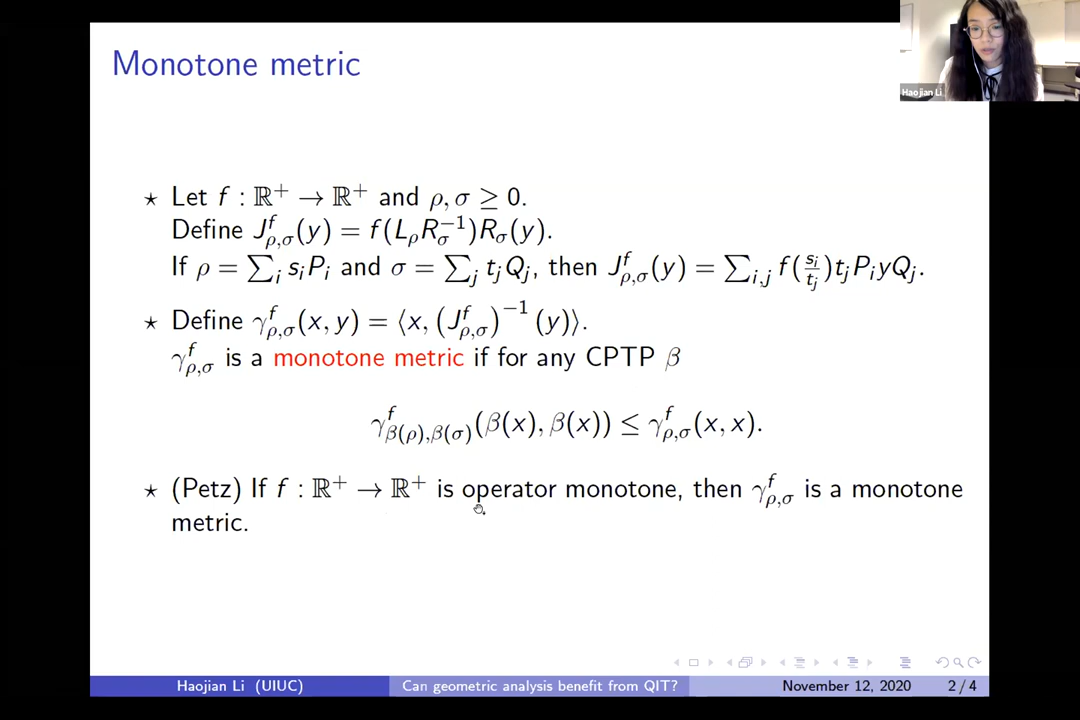 Monotone metric
Haojian Li
⋆ Let f : ℝ⁺ → ℝ⁺ and ρ, σ ≥ 0.
Define J^f_{ρ,σ}(y) = f(L_ρ R_σ^{-1})R_σ(y).
If ρ = ∑_i s_i P_i and σ = ∑_j t_j Q_j, then J^f_{ρ,σ}(y) = ∑_{i,j} f(s_i/t_j) t_j P_i y Q_j.
⋆ Define γ^f_{ρ,σ}(x, y) = ⟨x, (J^f_{ρ,σ})^{-1}(y)⟩.
γ^f_{ρ,σ} is a monotone metric if for any CPTP β
γ^f_{β(ρ),β(σ)}(β(x), β(x)) ≤ γ^f_{ρ,σ}(x, x).
⋆ (Petz) If f : ℝ⁺ → ℝ⁺ is operator monotone, then γ^f_{ρ,σ} is a monotone
metric.
Haojian Li (UIUC) Can geometric analysis benefit from QIT? November 12, 2020 2 / 4